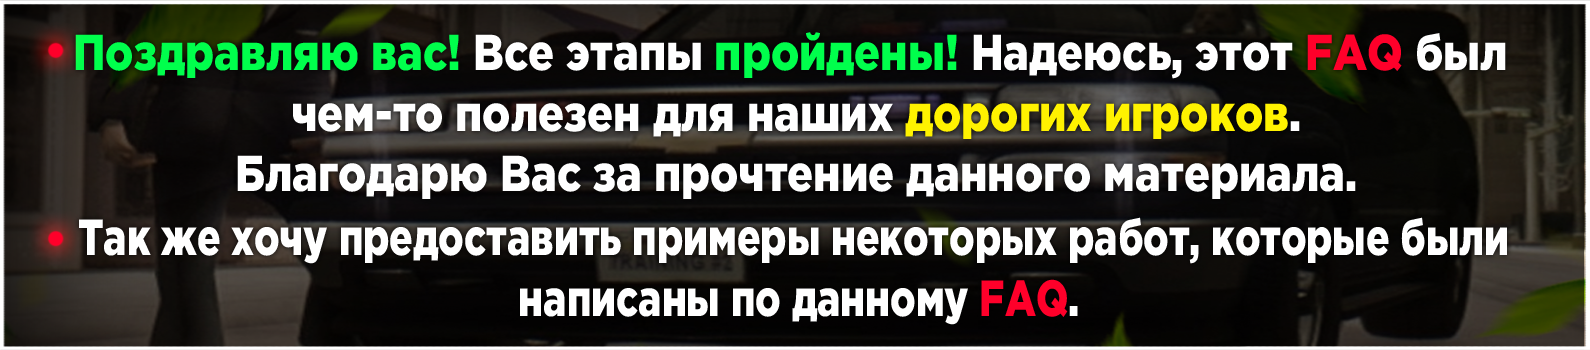 • Поздравляю вас! Все этапы пройдены! Надеюсь, этот FAQ был
чем-то полезен для наших дорогих игроков.
Благодарю Вас за прочтение данного материала.
• Так же хочу предоставить примеры некоторых работ, которые были
написаны по данному FAQ.